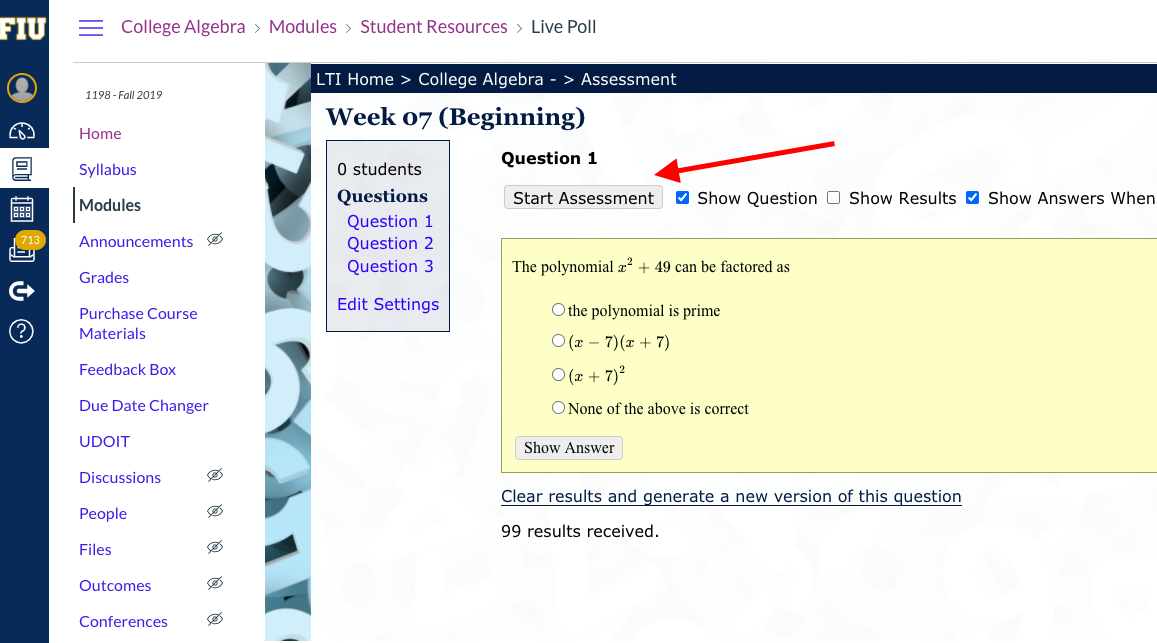 FIU
College Algebra > Modules > Student Resources > Live Poll
1198 - Fall 2019
Home
Syllabus
Modules
Announcements
713
Grades
Purchase Course
Materials
Feedback Box
Due Date Changer
UDOIT
Discussions
People
Files
Outcomes
Conferences
LTI Home > College Algebra - > Assessment
Week 07 (Beginning)
0 students
Questions
Question 1
Question 2
Question 3
Edit Settings
Question 1
Start Assessment Show Question Show Results Show Answers When
The polynomial x² + 49 can be factored as
the polynomial is prime
(x − 7)(x + 7)
(x + 7)²
None of the above is correct
Show Answer
Clear results and generate a new version of this question
99 results received.